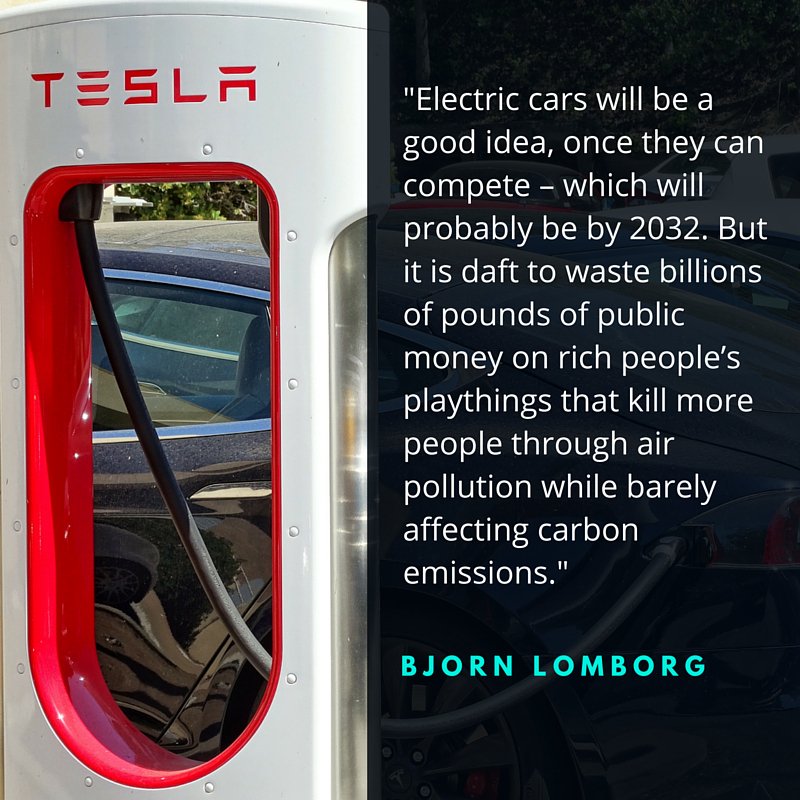 TESLA
"Electric cars will be a
good idea, once they can
compete – which will
probably be by 2032. But
it is daft to waste billions
of pounds of public
money on rich people’s
playthings that kill more
people through air
pollution while barely
affecting carbon
emissions."
BJORN LOMBORG